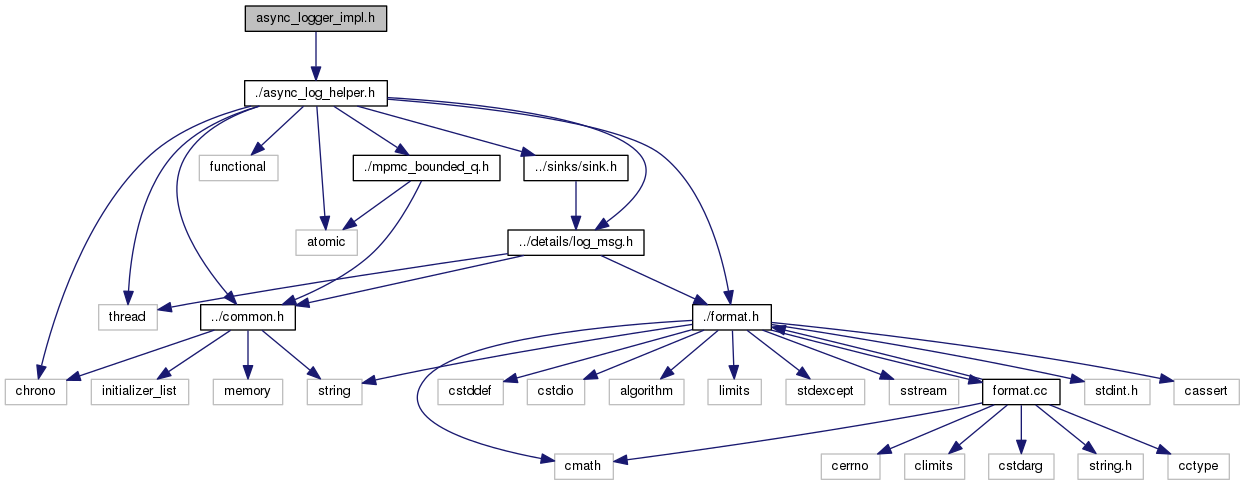 async_logger_impl.h
./async_log_helper.h
functional
./mpmc_bounded_q.h
../sinks/sink.h
atomic
../details/log_msg.h
thread
../common.h
./format.h
chrono
initializer_list
memory
string
cstddef
cstdio
algorithm
limits
stdexcept
sstream
format.cc
stdint.h
cassert
cmath
cerrno
climits
cstdarg
string.h
cctype